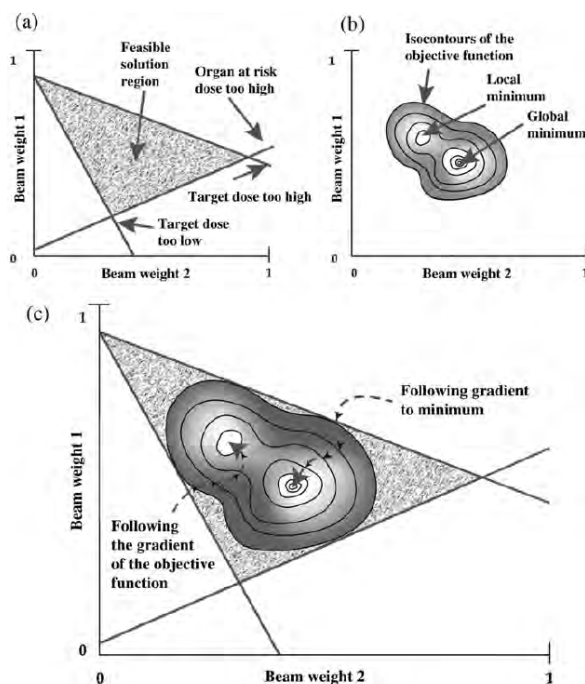 (a)
1
Feasible
solution
region
Organ at risk
dose too high
Target dose too high
Target dose
too low
Beam weight 1
0
0
1
Beam weight 2
(b)
1
Isocontours of the
objective function
Local
minimum
Global
minimum
Beam weight 1
0
0
1
Beam weight 2
(c)
1
Following gradient
to minimum
Following
the gradient
of the objective
function
Beam weight 1
0
0
1
Beam weight 2